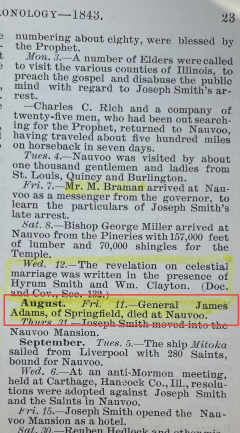 ONOLOGY—1843. 23
numbering about eighty, were blessed by
the Prophet.
Mon. 3.—A number of Elders were called
to visit the various counties of Illinois, to
preach the gospel and disabuse the public
mind with regard to Joseph Smith's ar-
rest.
—Charles C. Rich and a company of
twenty-five men, who had been out search-
ing for the Prophet, returned to Nauvoo,
having traveled about five hundred miles
on horseback in seven days.
Tues. 4.—Nauvoo was visited by about
one thousand gentlemen and ladies from
St. Louis, Quincy and Burlington.
Fri. 7.—Mr. M. Braman arrived at Nau-
voo as a messenger from the governor, to
learn the particulars of Joseph Smith's
late arrest.
Sat. 8.—Bishop George Miller arrived at
Nauvoo from the Pineries with 157,000 feet
of lumber and 70,000 shingles for the
Temple.
Wed. 12.—The revelation on celestial
marriage was written in the presence of
Hyrum Smith and Wm. Clayton. (Doc.
and Cov., Sec. 132.)
August. Fri. 11.—General James
Adams, of Springfield, died at Nauvoo.
Thurs. 31.—Joseph Smith moved into the
Nauvoo Mansion.
September. Tues. 5.—The ship Mitoka
sailed from Liverpool with 280 Saints,
bound for Nauvoo.
Wed. 6.—At an anti-Mormon meeting,
held at Carthage, Hancock Co., Ill., resolu-
tions were adopted against Joseph Smith
and the Saints in Nauvoo.
Fri. 15.—Joseph Smith opened the Nau-
voo Mansion as a hotel.
Sat. 30.—Reuben Hedlock and other mis-